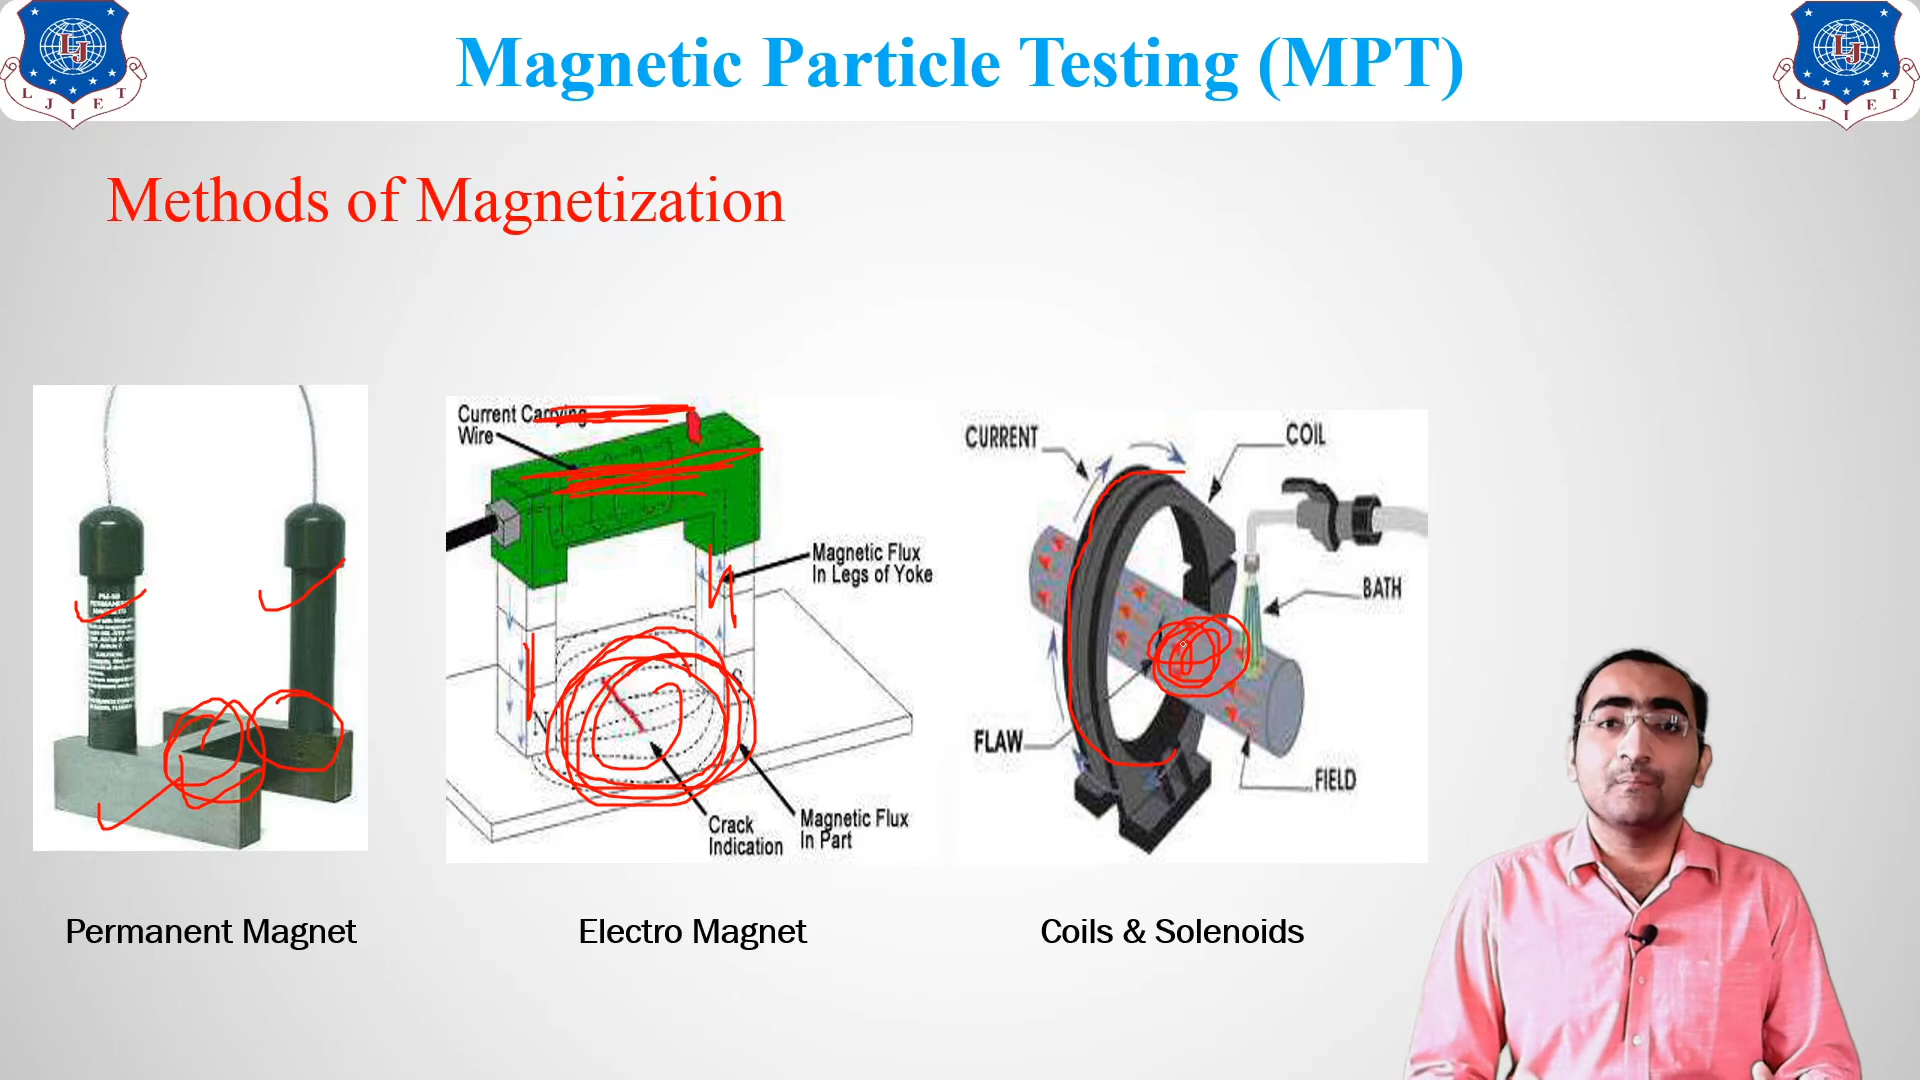 Magnetic Particle Testing (MPT)
L J I E T
L J I E T
Methods of Magnetization
Current Carrying
Wire
Magnetic Flux
In Legs of Yoke
N
S
Crack
Indication
Magnetic Flux
In Part
CURRENT
COIL
BATH
FLAW
FIELD
PERMANENT
Permanent Magnet
Electro Magnet
Coils & Solenoids